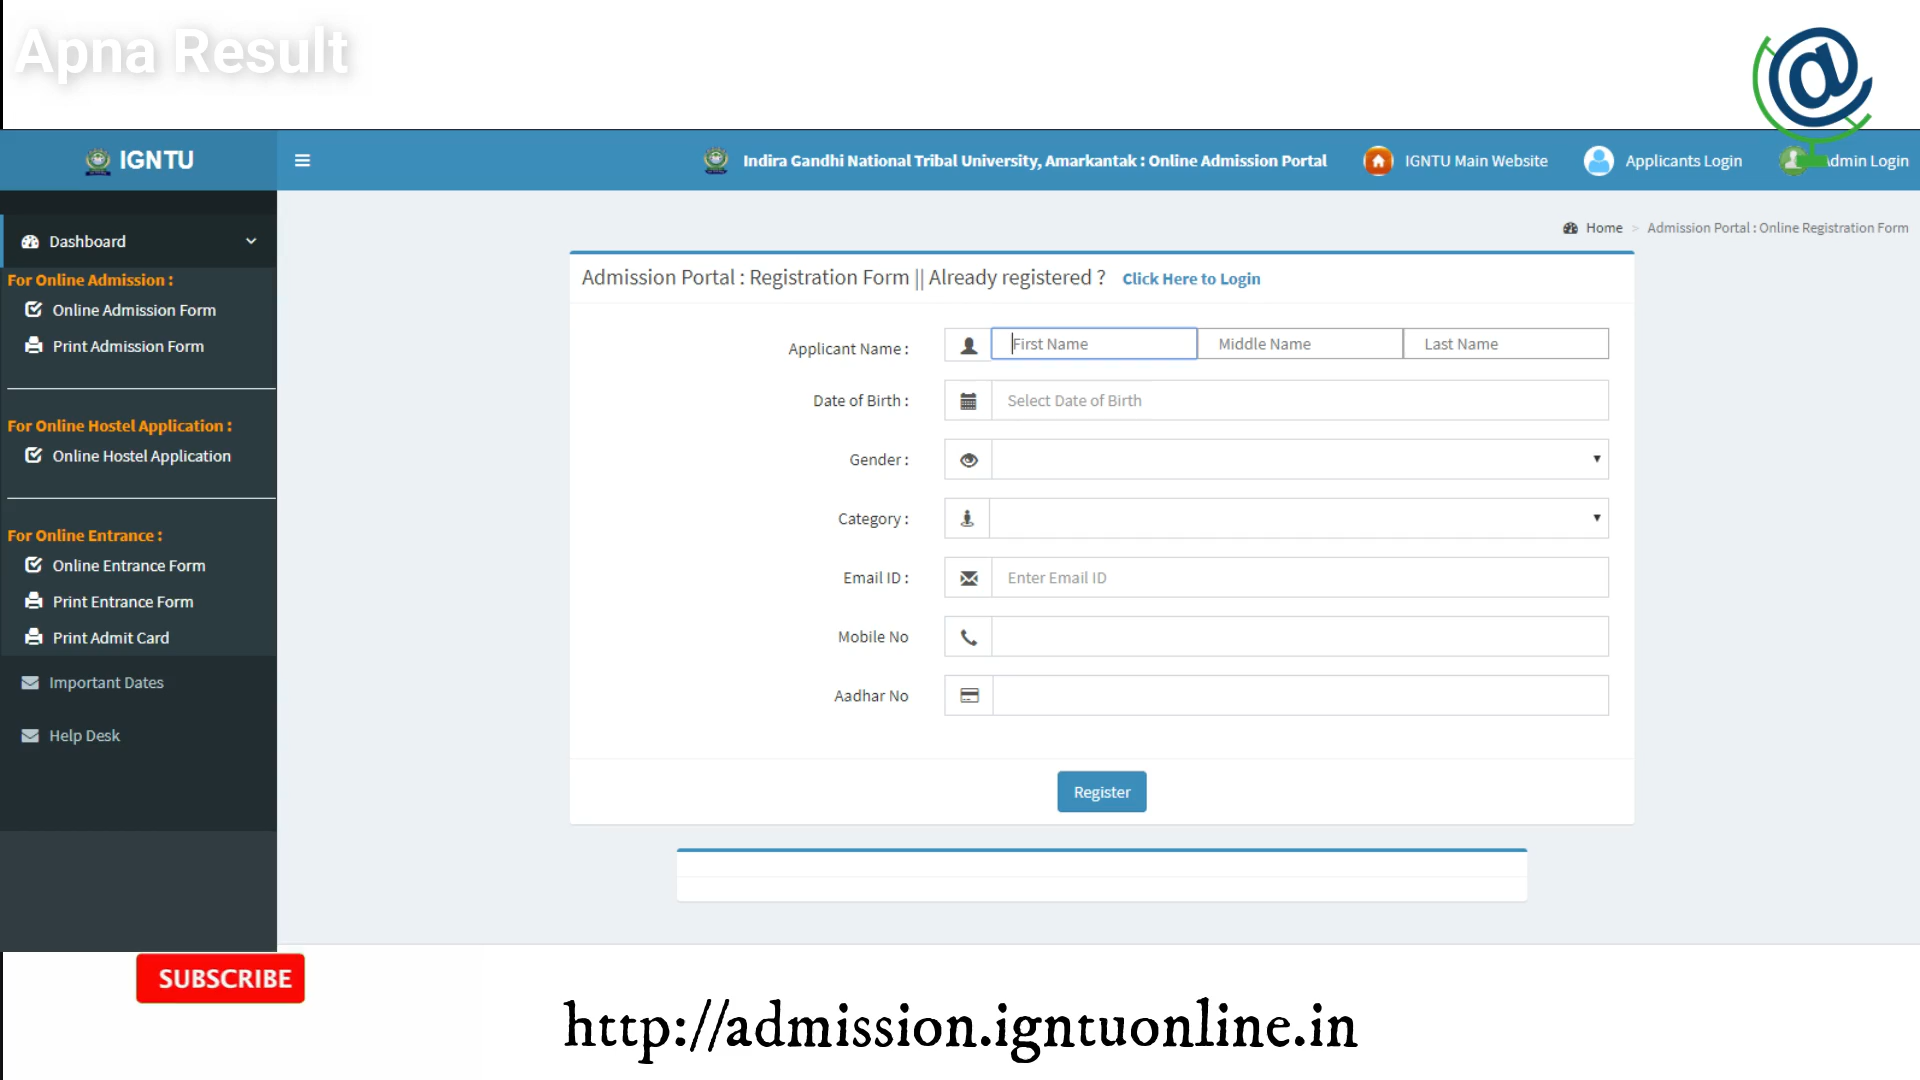 Apna Result
IGNTU
Indira Gandhi National Tribal University, Amarkantak : Online Admission Portal
IGNTU Main Website
Applicants Login
Admin Login
Home > Admission Portal : Online Registration Form
Dashboard
For Online Admission :
Online Admission Form
Print Admission Form
For Online Hostel Application :
Online Hostel Application
For Online Entrance :
Online Entrance Form
Print Entrance Form
Print Admit Card
Important Dates
Help Desk
Admission Portal : Registration Form || Already registered ? Click Here to Login
Applicant Name : First Name Middle Name Last Name
Date of Birth : Select Date of Birth
Gender :
Category :
Email ID : Enter Email ID
Mobile No
Aadhar No
Register
SUBSCRIBE
http://admission.igntuonline.in